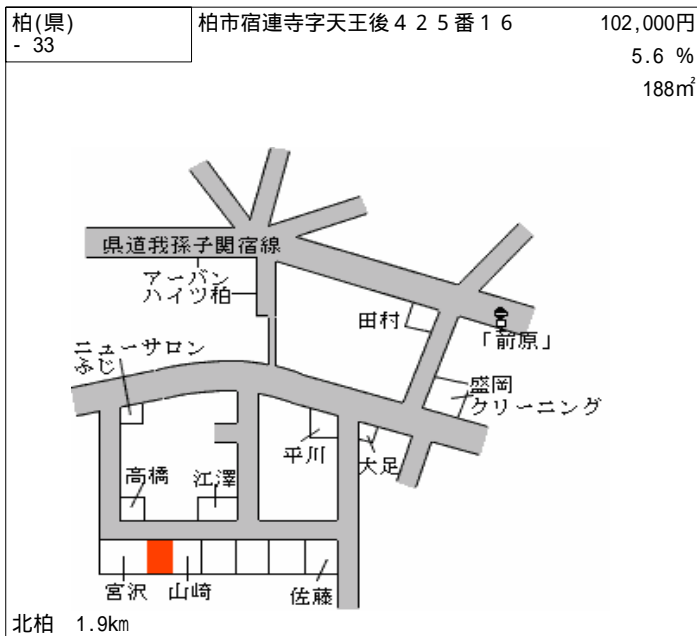 柏(県)
- 33
柏市宿連寺字天王後４２５番１６
102,000円
5.6 %
188㎡
県道我孫子関宿線
アーバン
ハイツ柏
田村
「前原」
ニューサロン
ふじ
盛岡
クリーニング
平川
大足
高橋
江澤
宮沢
山崎
佐藤
北柏 1.9km